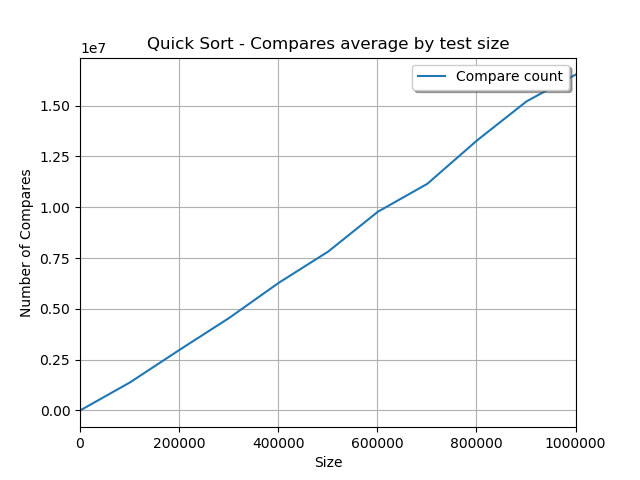 Quick Sort - Compares average by test size
1e7
Compare count
1.50
1.25
1.00
0.75
0.50
0.25
0.00
Number of Compares
0 200000 400000 600000 800000 1000000
Size